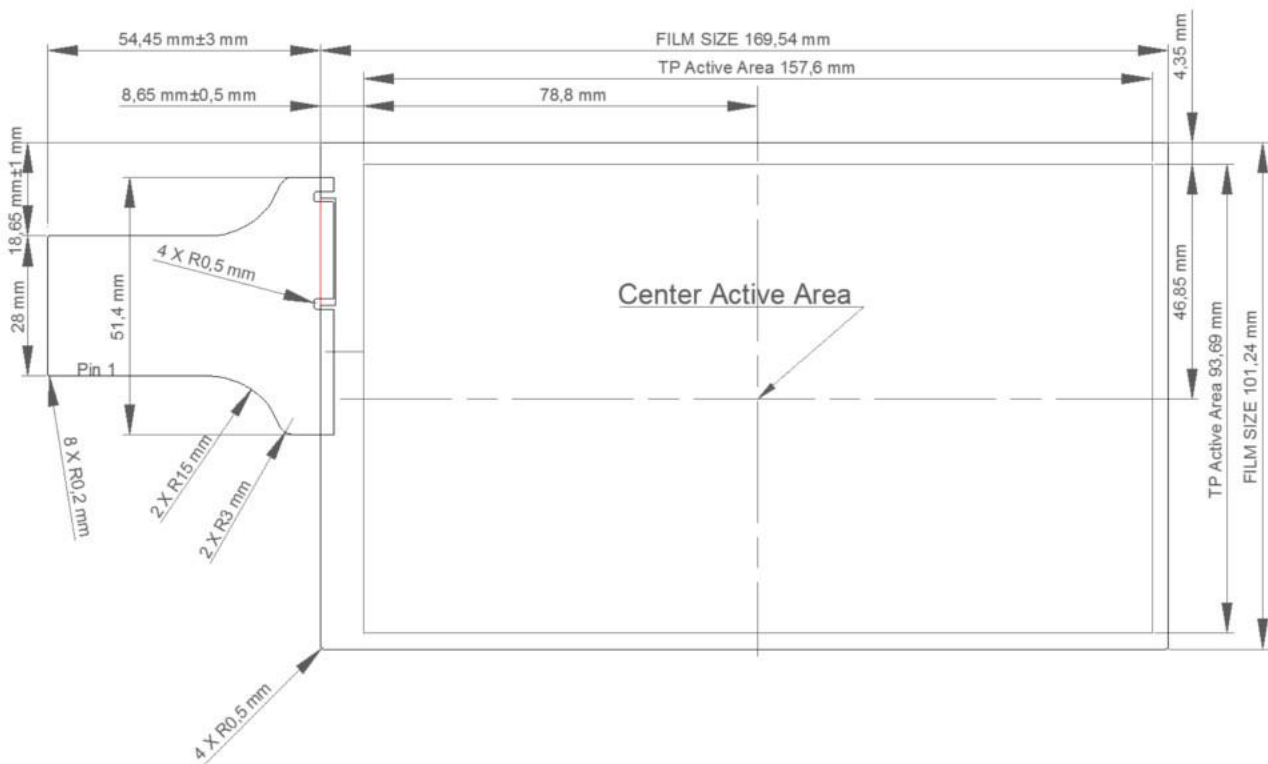 54,45 mm±3 mm
FILM SIZE 169,54 mm
4,35 mm
TP Active Area 157,6 mm
8,65 mm±0,5 mm
78,8 mm
18,65 mm±1 mm
4 X R0,5 mm
28 mm
51,4 mm
Center Active Area
46,85 mm
TP Active Area 93,69 mm
FILM SIZE 101,24 mm
Pin 1
8 X R0,2 mm
2 X R15 mm
2 X R3 mm
4 X R0,5 mm